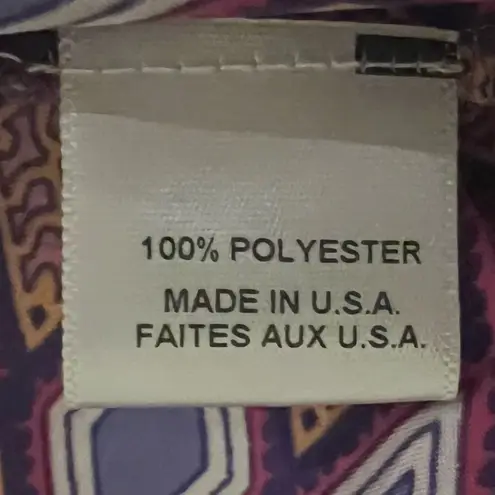 100% POLYESTER
MADE IN U.S.A.
FAITES AUX U.S.A.